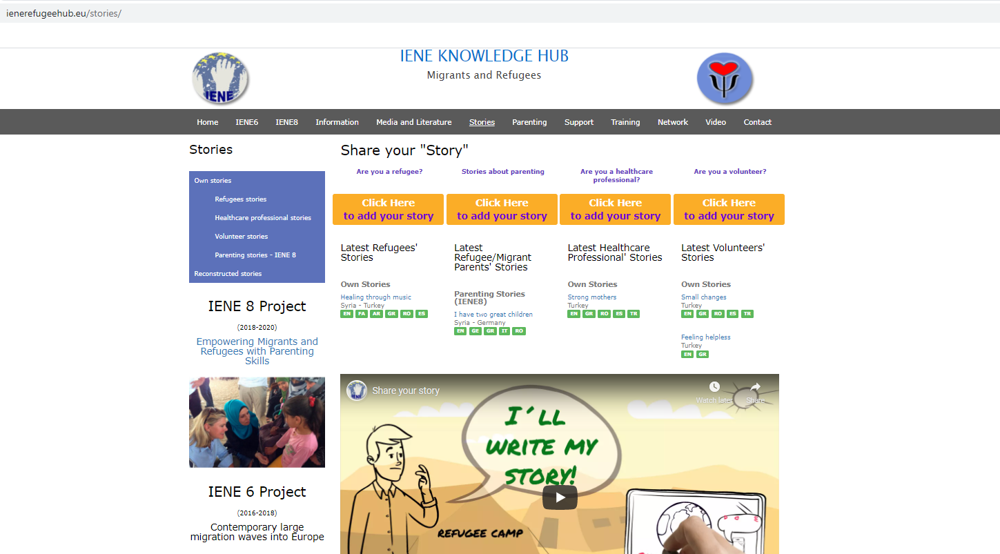 ienerefugeehub.eu/stories/
IENE KNOWLEDGE HUB
Migrants and Refugees
IENE
Home IENE6 IENE8 Information Media and Literature Stories Parenting Support Training Network Video Contact
Stories
Own stories
Refugees stories
Healthcare professional stories
Volunteer stories
Parenting stories - IENE 8
Reconstructed stories
IENE 8 Project
(2018-2020)
Empowering Migrants and
Refugees with Parenting
Skills
IENE 6 Project
(2016-2018)
Contemporary large
migration waves into Europe
Share your "Story"
Are you a refugee?
Click Here
to add your story
Latest Refugees'
Stories
Own Stories
Healing through music
Syria - Turkey
EN FA AR GR RO ES
Stories about parenting
Click Here
to add your story
Latest
Refugee/Migrant
Parents' Stories
Parenting Stories
(IENE8)
I have two great children
Syria - Germany
EN GE GR IT RO
Are you a healthcare
professional?
Click Here
to add your story
Latest Healthcare
Professional' Stories
Own Stories
Strong mothers
Turkey
EN GR RO ES TR
Are you a volunteer?
Click Here
to add your story
Latest Volunteers'
Stories
Own Stories
Small changes
Turkey
EN GR RO ES TR
Feeling helpless
Turkey
EN GR
Share your story
Watch later Share
I´LL
WRITE MY
STORY!
REFUGEE CAMP